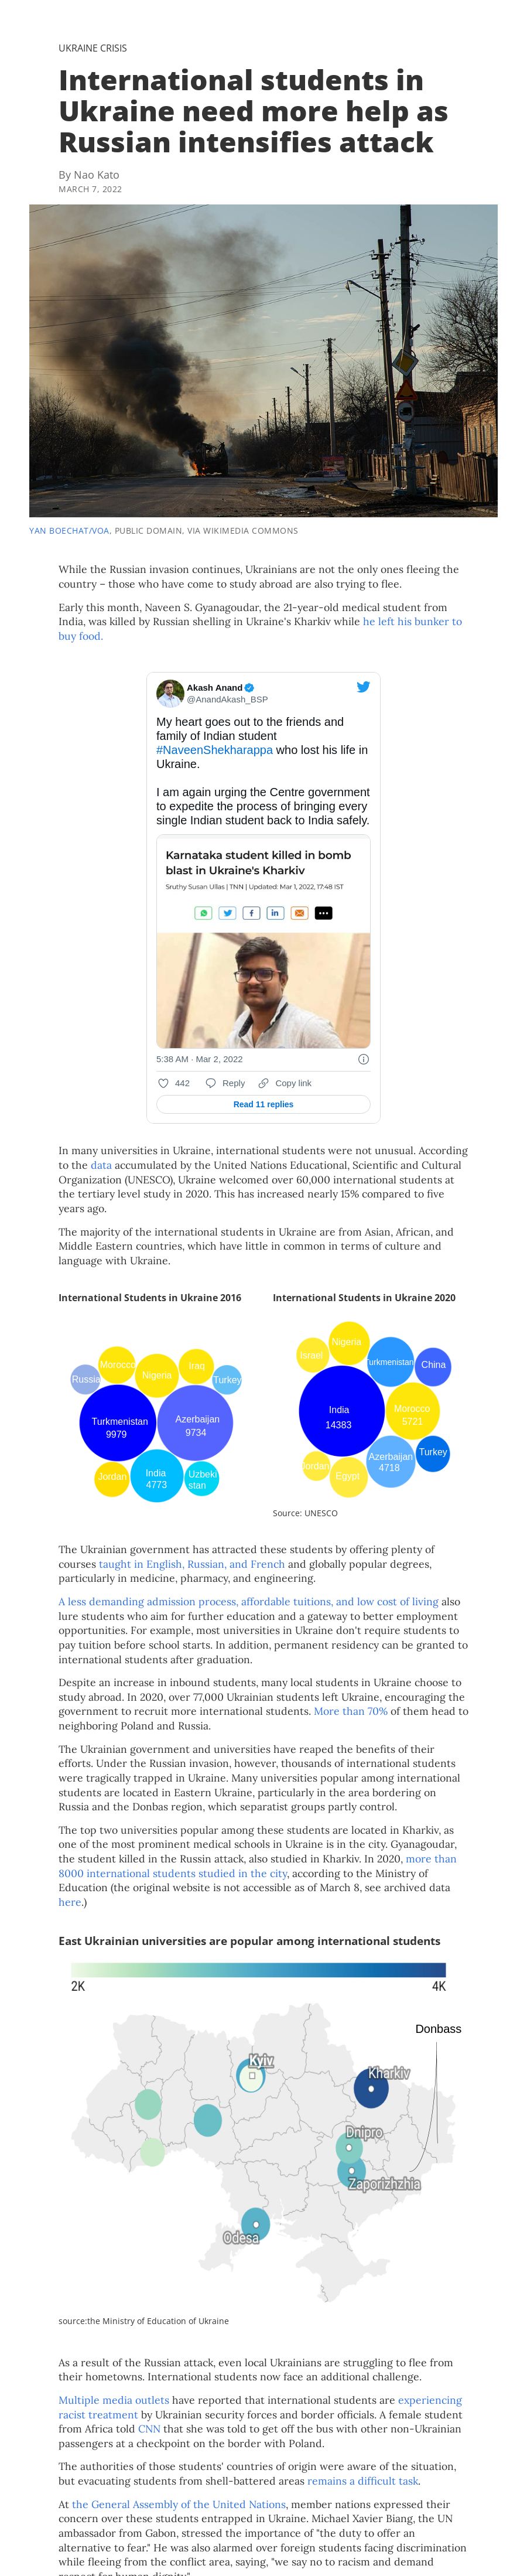 UKRAINE CRISIS
International students in
Ukraine need more help as
Russian intensifies attack
By Nao Kato
MARCH 7, 2022
YAN BOECHAT/VOA, PUBLIC DOMAIN, VIA WIKIMEDIA COMMONS
While the Russian invasion continues, Ukrainians are not the only ones fleeing the
country – those who have come to study abroad are also trying to flee.
Early this month, Naveen S. Gyanagoudar, the 21-year-old medical student from
India, was killed by Russian shelling in Ukraine's Kharkiv while he left his bunker to
buy food.
Akash Anand
@AnandAkash_BSP
My heart goes out to the friends and
family of Indian student
#NaveenShekharappa who lost his life in
Ukraine.
I am again urging the Centre government
to expedite the process of bringing every
single Indian student back to India safely.
Karnataka student killed in bomb
blast in Ukraine's Kharkiv
Sruthy Susan Ullas | TNN | Updated: Mar 1, 2022, 17:48 IST
5:38 AM · Mar 2, 2022
442 Reply Copy link
Read 11 replies
In many universities in Ukraine, international students were not unusual. According
to the data accumulated by the United Nations Educational, Scientific and Cultural
Organization (UNESCO), Ukraine welcomed over 60,000 international students at
the tertiary level study in 2020. This has increased nearly 15% compared to five
years ago.
The majority of the international students in Ukraine are from Asian, African, and
Middle Eastern countries, which have little in common in terms of culture and
language with Ukraine.
International Students in Ukraine 2016
Morocco
Iraq
Nigeria
Russia
Turkey
Turkmenistan
9979
Azerbaijan
9734
Jordan
India
4773
Uzbeki
stan
International Students in Ukraine 2020
Nigeria
Israel
Turkmenistan
China
India
14383
Morocco
5721
Azerbaijan
4718
Turkey
Jordan
Egypt
Source: UNESCO
The Ukrainian government has attracted these students by offering plenty of
courses taught in English, Russian, and French and globally popular degrees,
particularly in medicine, pharmacy, and engineering.
A less demanding admission process, affordable tuitions, and low cost of living also
lure students who aim for further education and a gateway to better employment
opportunities. For example, most universities in Ukraine don't require students to
pay tuition before school starts. In addition, permanent residency can be granted to
international students after graduation.
Despite an increase in inbound students, many local students in Ukraine choose to
study abroad. In 2020, over 77,000 Ukrainian students left Ukraine, encouraging the
government to recruit more international students. More than 70% of them head to
neighboring Poland and Russia.
The Ukrainian government and universities have reaped the benefits of their
efforts. Under the Russian invasion, however, thousands of international students
were tragically trapped in Ukraine. Many universities popular among international
students are located in Eastern Ukraine, particularly in the area bordering on
Russia and the Donbas region, which separatist groups partly control.
The top two universities popular among these students are located in Kharkiv, as
one of the most prominent medical schools in Ukraine is in the city. Gyanagoudar,
the student killed in the Russin attack, also studied in Kharkiv. In 2020, more than
8000 international students studied in the city, according to the Ministry of
Education (the original website is not accessible as of March 8, see archived data
here.)
East Ukrainian universities are popular among international students
2K 4K
Donbass
Kyiv
Kharkiv
Dnipro
Zaporizhzhia
Odesa
source:the Ministry of Education of Ukraine
As a result of the Russian attack, even local Ukrainians are struggling to flee from
their hometowns. International students now face an additional challenge.
Multiple media outlets have reported that international students are experiencing
racist treatment by Ukrainian security forces and border officials. A female student
from Africa told CNN that she was told to get off the bus with other non-Ukrainian
passengers at a checkpoint on the border with Poland.
The authorities of those students' countries of origin were aware of the situation,
but evacuating students from shell-battered areas remains a difficult task.
At the General Assembly of the United Nations, member nations expressed their
concern over these students entrapped in Ukraine. Michael Xavier Biang, the UN
ambassador from Gabon, stressed the importance of "the duty to offer an
alternative to fear." He was also alarmed over foreign students facing discrimination
while fleeing from the conflict area, saying, "we say no to racism and demand
respect for human dignity."